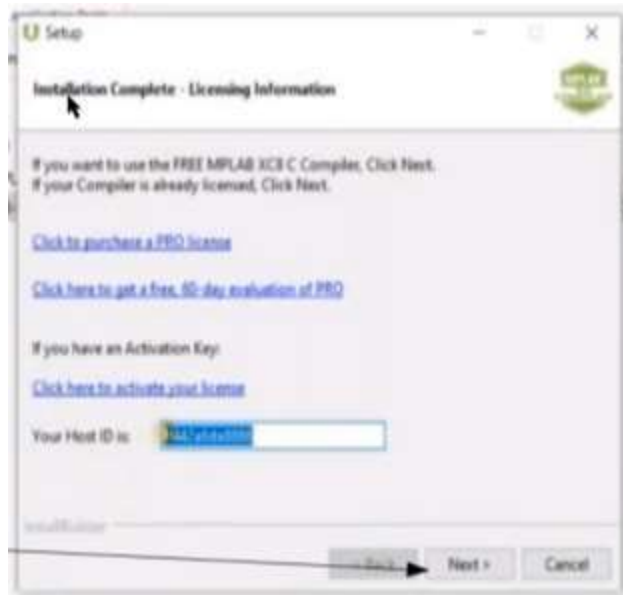 Setup
Installation Complete - Licensing Information
MPLAB
If you want to use the FREE MPLAB XC8 C Compiler, Click Next.
If your Compiler is already licensed, Click Next.
Click to purchase a PRO license
Click here to get a free, 60-day evaluation of PRO
If you have an Activation Key:
Click here to activate your license
Your Host ID is:
InstallBuilder
< Back
Next >
Cancel